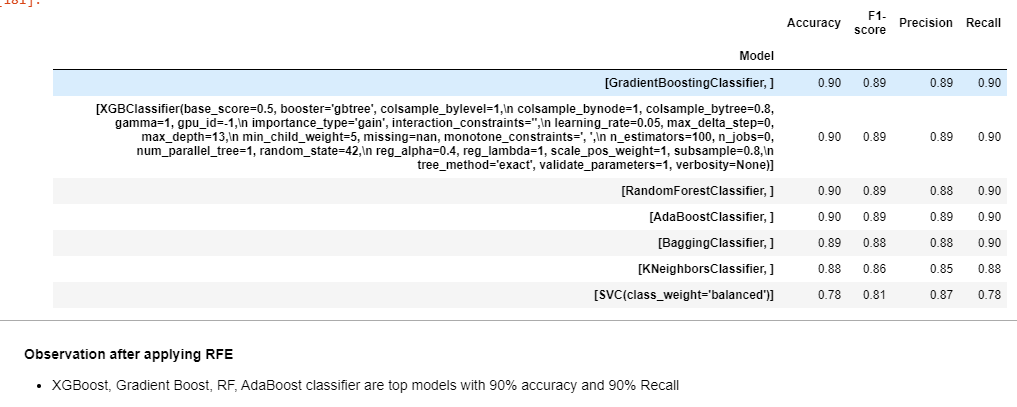 [181]:
Accuracy F1-score Precision Recall
Model
[GradientBoostingClassifier, ] 0.90 0.89 0.89 0.90
[XGBClassifier(base_score=0.5, booster='gbtree', colsample_bylevel=1,\n colsample_bynode=1, colsample_bytree=0.8,
gamma=1, gpu_id=-1,\n importance_type='gain', interaction_constraints='',\n learning_rate=0.05, max_delta_step=0,
max_depth=13,\n min_child_weight=5, missing=nan, monotone_constraints=', ',\n n_estimators=100, n_jobs=0,
num_parallel_tree=1, random_state=42,\n reg_alpha=0.4, reg_lambda=1, scale_pos_weight=1, subsample=0.8,\n
tree_method='exact', validate_parameters=1, verbosity=None)] 0.90 0.89 0.89 0.90
[RandomForestClassifier, ] 0.90 0.89 0.88 0.90
[AdaBoostClassifier, ] 0.90 0.89 0.89 0.90
[BaggingClassifier, ] 0.89 0.88 0.88 0.90
[KNeighborsClassifier, ] 0.88 0.86 0.85 0.88
[SVC(class_weight='balanced')] 0.78 0.81 0.87 0.78
Observation after applying RFE
• XGBoost, Gradient Boost, RF, AdaBoost classifier are top models with 90% accuracy and 90% Recall